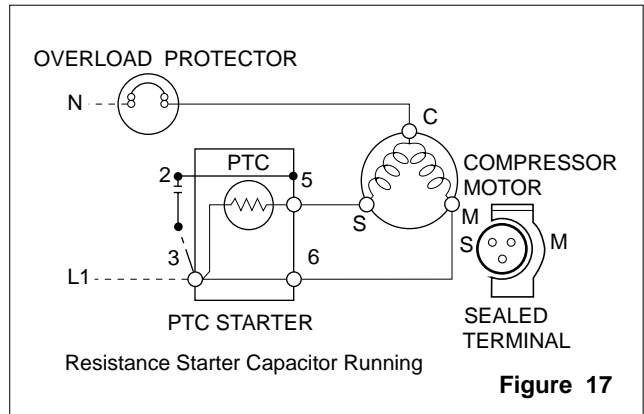 OVERLOAD PROTECTOR
N
C
PTC
2
5
COMPRESSOR
MOTOR
S
M
S
M
3
6
L1
PTC STARTER
SEALED
TERMINAL
Resistance Starter Capacitor Running
Figure 17